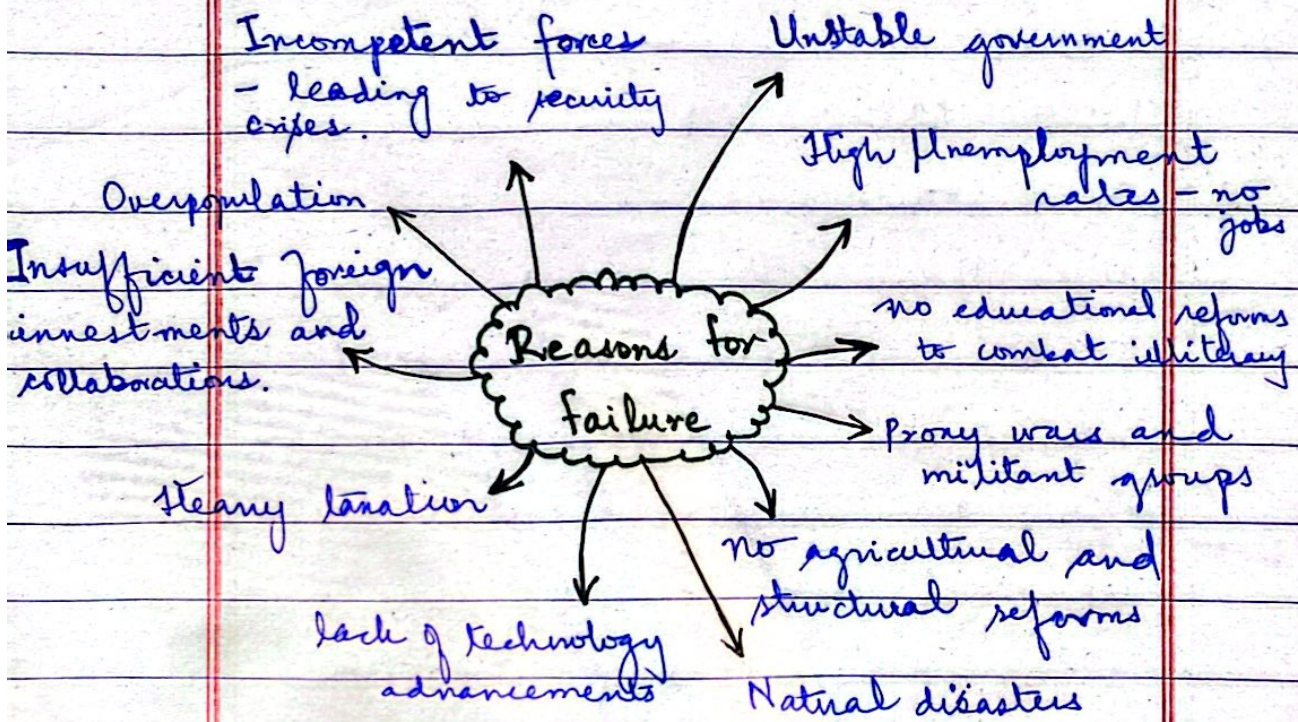 Incompetent forces
- leading to security
crises.
Unstable government
High Unemployment
rates - no
jobs
Overpopulation
Insufficient foreign
investments and
collaborations.
Reasons for
failure
no educational reforms
to combat illiteracy
Proxy wars and
militant groups
Heavy taxation
no agricultural and
structural reforms
lack of technology
advancements
Natural disasters